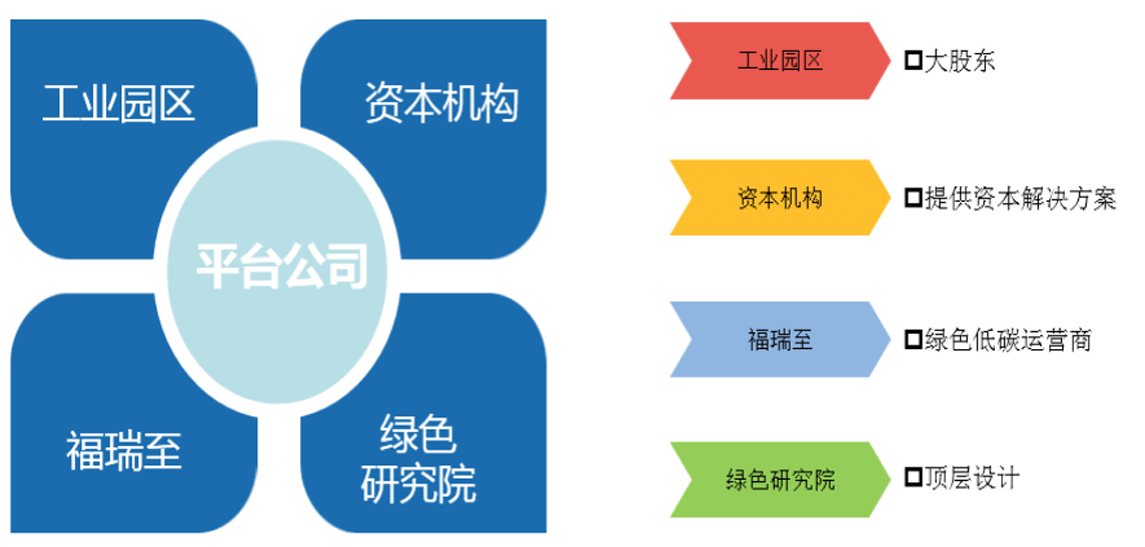 工业园区
资本机构
平台公司
福瑞至
绿色
研究院
工业园区
大股东
资本机构
提供资本解决方案
福瑞至
绿色低碳运营商
绿色研究院
顶层设计